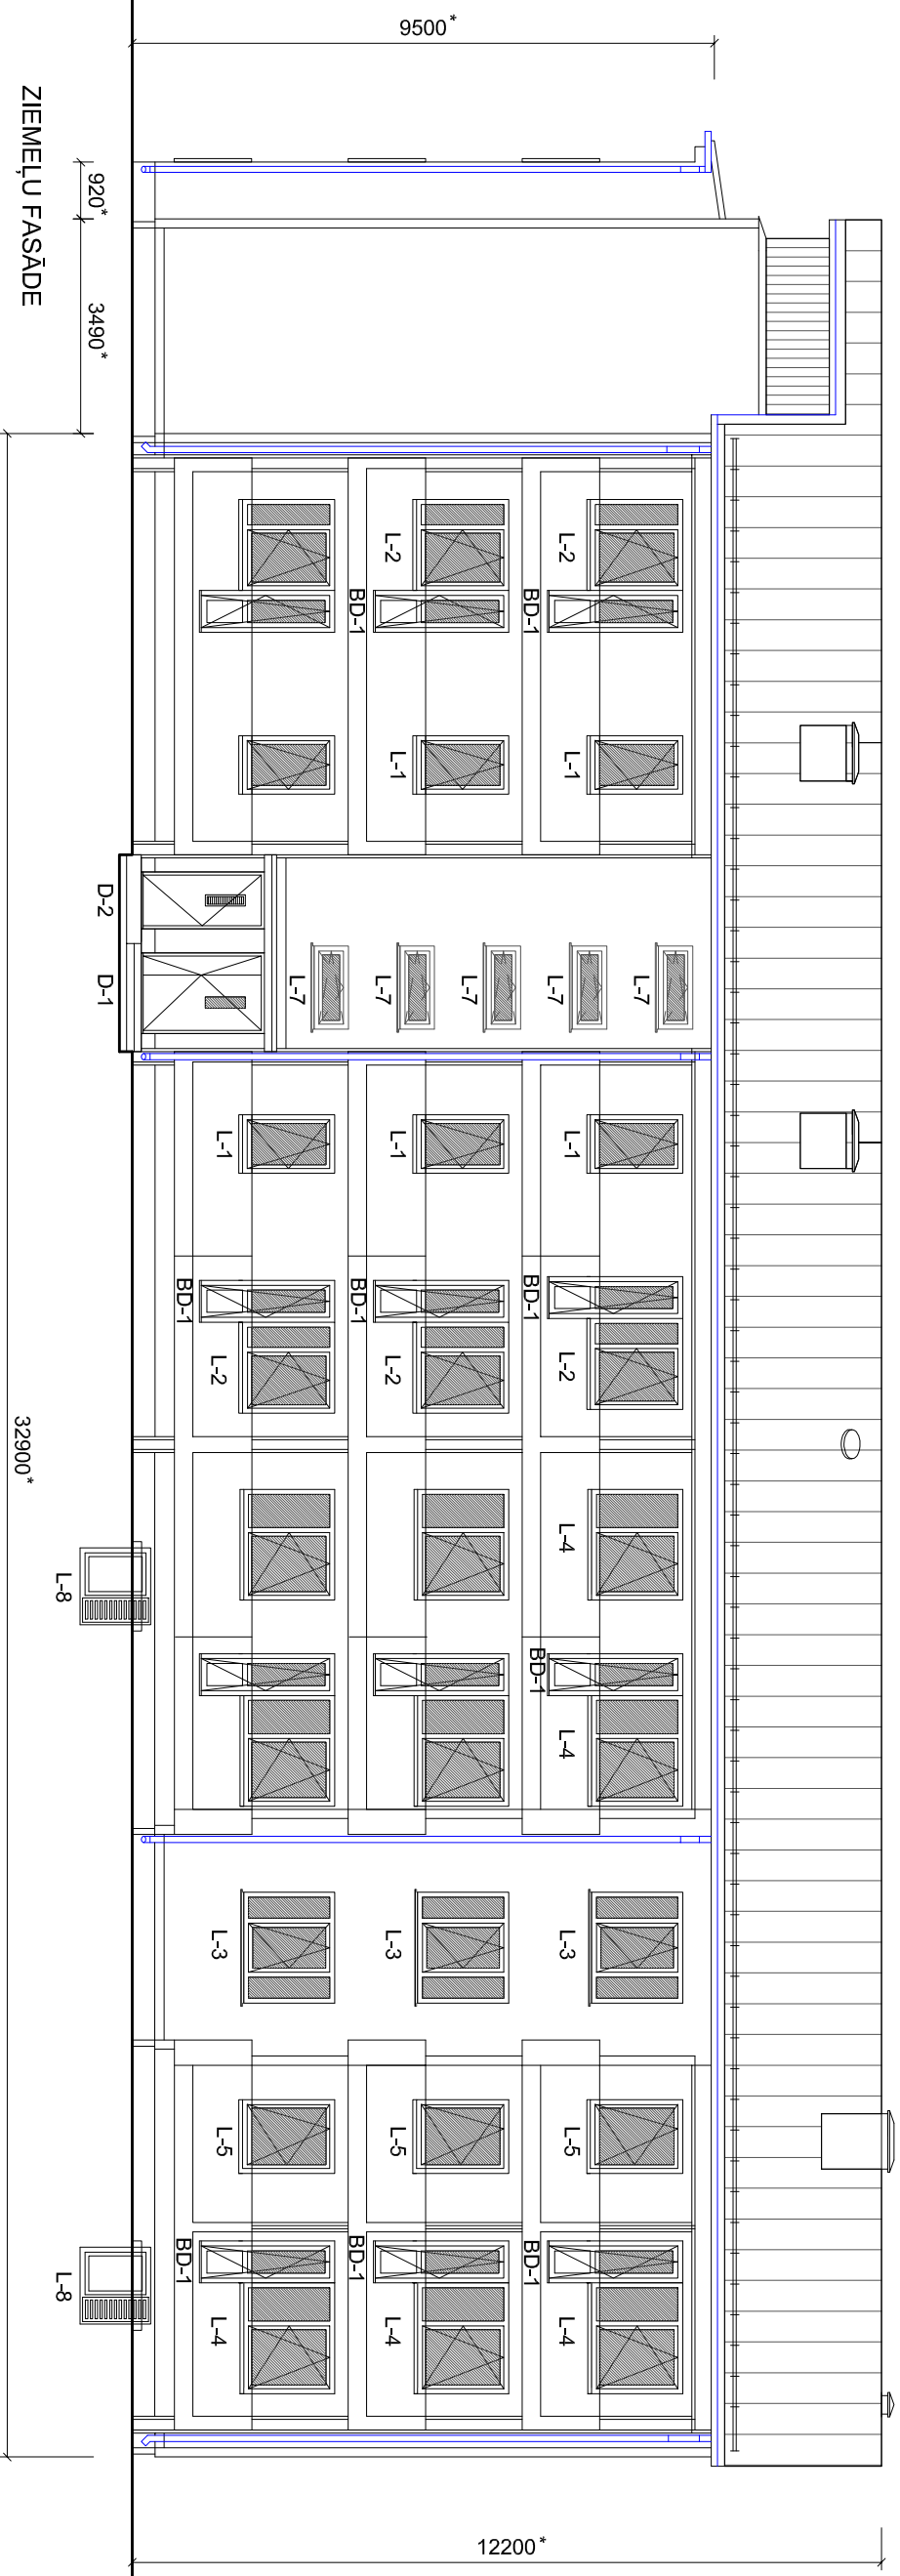 9500*
12200*
L-7
L-2
L-1
L-7
L-1
L-2
L-4
L-4
L-3
L-5
L-4
BD-1
BD-1
BD-1
BD-1
L-7
L-2
L-1
L-7
L-1
L-2
L-3
L-5
L-4
BD-1
BD-1
BD-1
L-7
L-1
L-2
L-3
L-5
L-4
BD-1
BD-1
D-2
D-1
920*
3490*
L-8
L-8
32900*
ZIEMEĻU FASĀDE